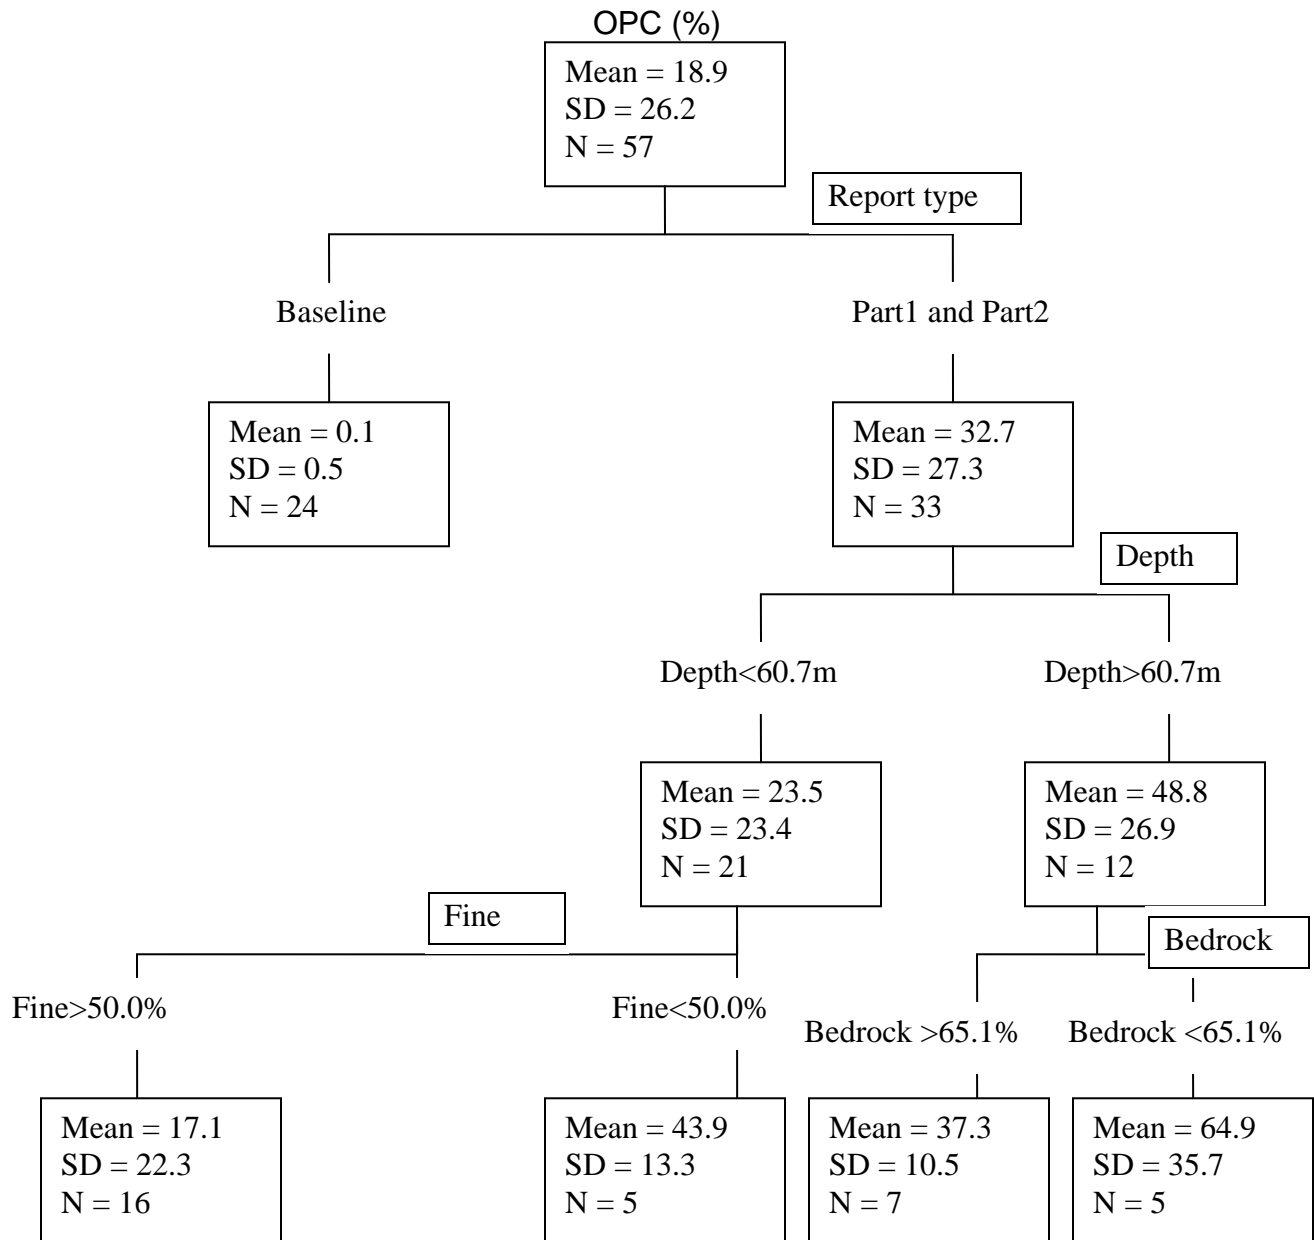 OPC (%)
Mean = 18.9
SD = 26.2
N = 57
Report type
Baseline
Part1 and Part2
Mean = 0.1
SD = 0.5
N = 24
Mean = 32.7
SD = 27.3
N = 33
Depth
Depth<60.7m
Depth>60.7m
Mean = 23.5
SD = 23.4
N = 21
Mean = 48.8
SD = 26.9
N = 12
Fine
Bedrock
Fine>50.0%
Fine<50.0%
Bedrock >65.1%
Bedrock <65.1%
Mean = 17.1
SD = 22.3
N = 16
Mean = 43.9
SD = 13.3
N = 5
Mean = 37.3
SD = 10.5
N = 7
Mean = 64.9
SD = 35.7
N = 5